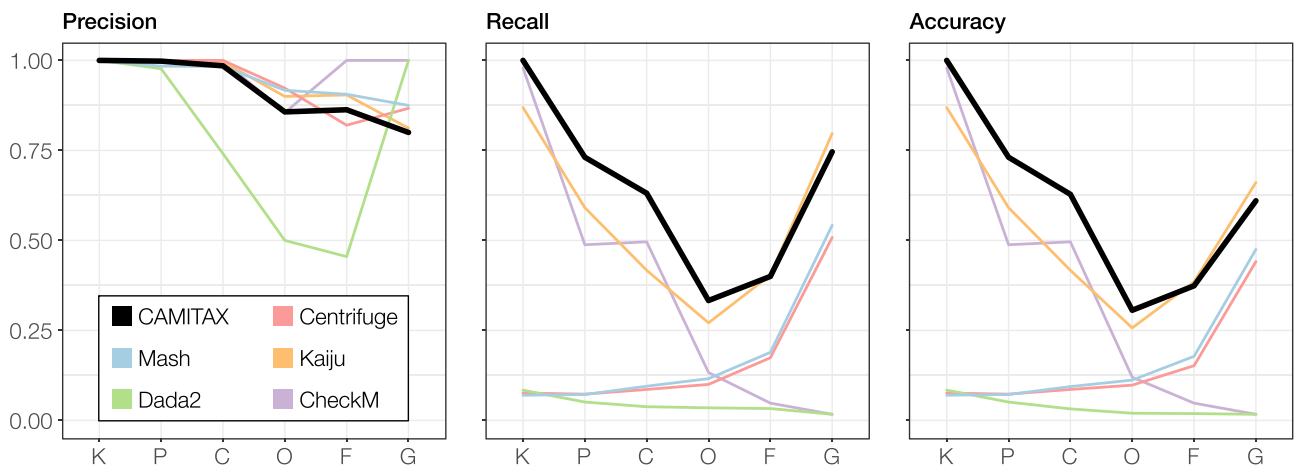 Precision Recall Accuracy
1.00
0.75
0.50
0.25
0.00
CAMITAX Centrifuge
Mash Kaiju
Dada2 CheckM
K P C O F G K P C O F G K P C O F G